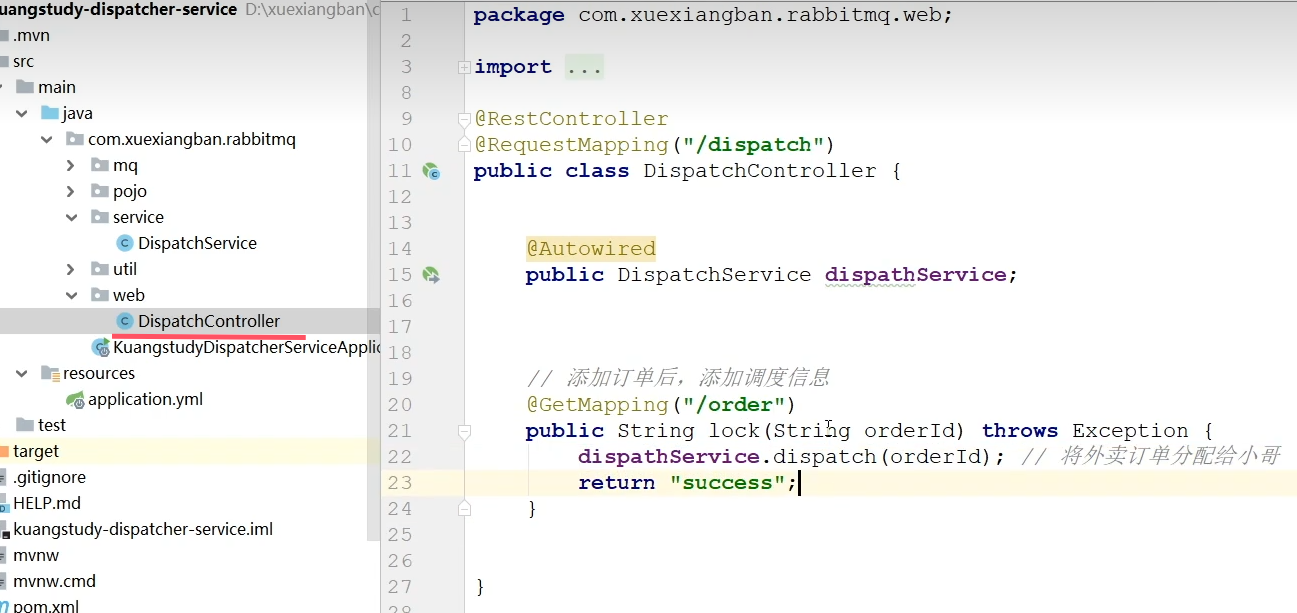 uangstudy-dispatcher-service D:\xuexiangban\c
.mvn
src
main
java
com.xuexiangban.rabbitmq
mq
pojo
service
DispatchService
util
web
DispatchController
KuangstudyDispatcherServiceApplic
resources
application.yml
test
target
.gitignore
HELP.md
kuangstudy-dispatcher-service.iml
mvnw
mvnw.cmd
pom.xml
1 package com.xuexiangban.rabbitmq.web;
2
3 import ...
8
9 @RestController
10 @RequestMapping("/dispatch")
11 public class DispatchController {
12
13
14 @Autowired
15 public DispatchService dispathService;
16
17
18
19 // 添加订单后，添加调度信息
20 @GetMapping("/order")
21 public String lock(String orderId) throws Exception {
22 dispathService.dispatch(orderId); // 将外卖订单分配给小哥
23 return "success";
24 }
25
26
27 }
28